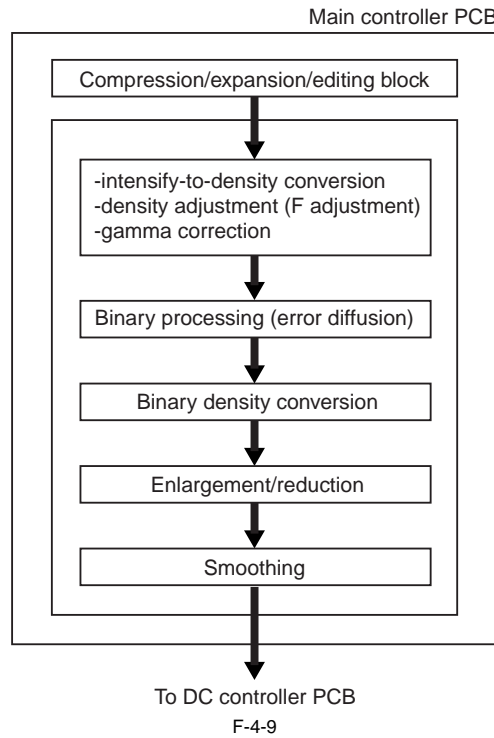 Main controller PCB
Compression/expansion/editing block
-intensify-to-density conversion
-density adjustment (F adjustment)
-gamma correction
Binary processing (error diffusion)
Binary density conversion
Enlargement/reduction
Smoothing
To DC controller PCB
F-4-9